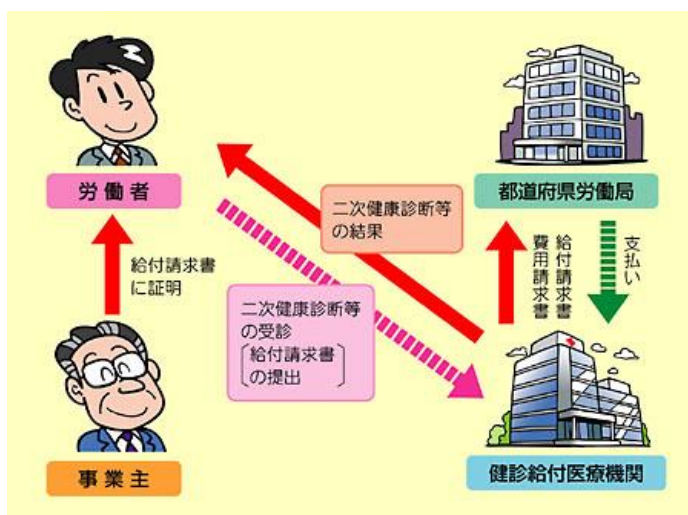 労働者
都道府県労働局
二次健康診断等
の結果
給付請求書
に証明
給付請求書
費用請求書
支払い
二次健康診断等
の受診
給付請求書
の提出
事業主
健診給付医療機関